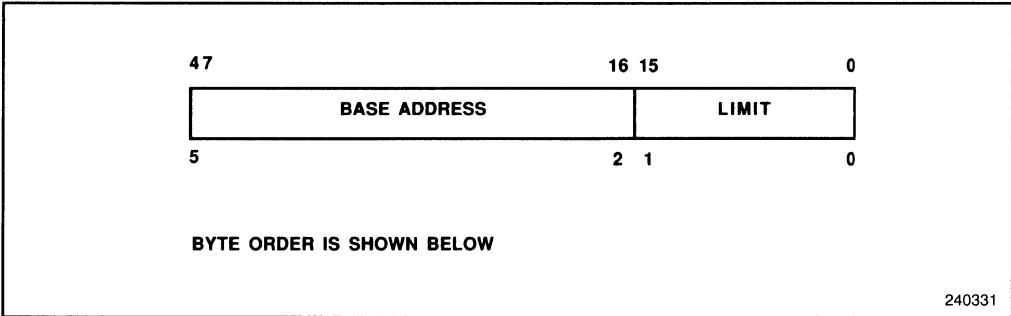 47 16 15 0
BASE ADDRESS LIMIT
5 2 1 0
BYTE ORDER IS SHOWN BELOW
240331